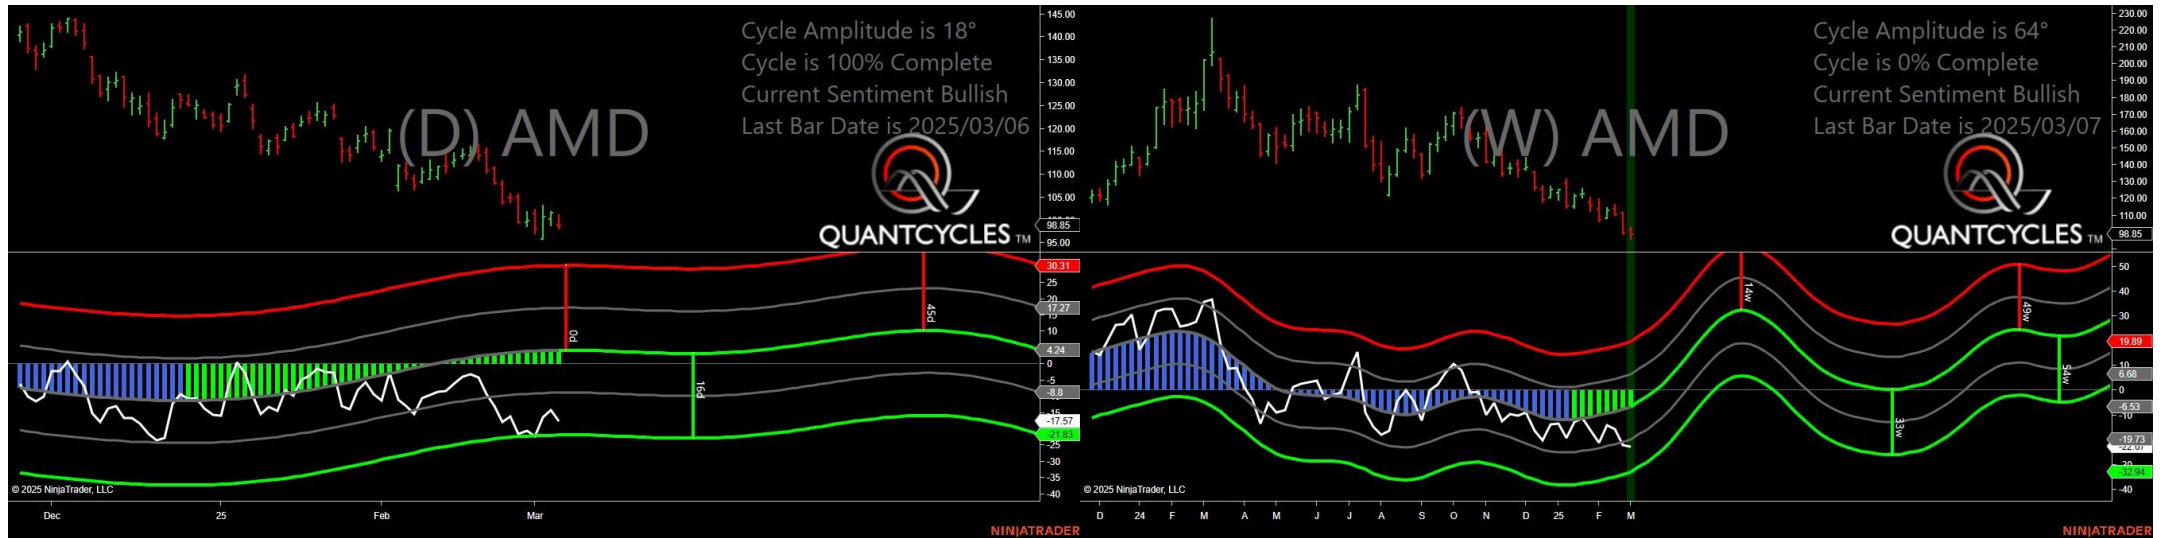 Cycle Amplitude is 18°
Cycle is 100% Complete
Current Sentiment Bullish
Last Bar Date is 2025/03/06
(D) AMD
QUANTCYCLES TM
145.00
140.00
135.00
130.00
125.00
120.00
115.00
110.00
105.00
98.85
95.00
30.31
25
20
17.27
15
10
4.24
0
-5
-8.8
-15
-17.57
-21.83
-25
-30
-35
-40
0d
16d
45d
© 2025 NinjaTrader, LLC
Dec 25 Feb Mar
NINJATRADER
Cycle Amplitude is 64°
Cycle is 0% Complete
Current Sentiment Bullish
Last Bar Date is 2025/03/07
(W) AMD
QUANTCYCLES TM
230.00
220.00
210.00
200.00
190.00
180.00
170.00
160.00
150.00
140.00
130.00
120.00
110.00
98.85
50
40
30
19.89
10
6.68
0
-6.53
-10
-19.73
-32.94
-40
14w
33w
49w
54w
© 2025 NinjaTrader, LLC
D 24 F M A M J J A S O N D 25 F M
NINJATRADER